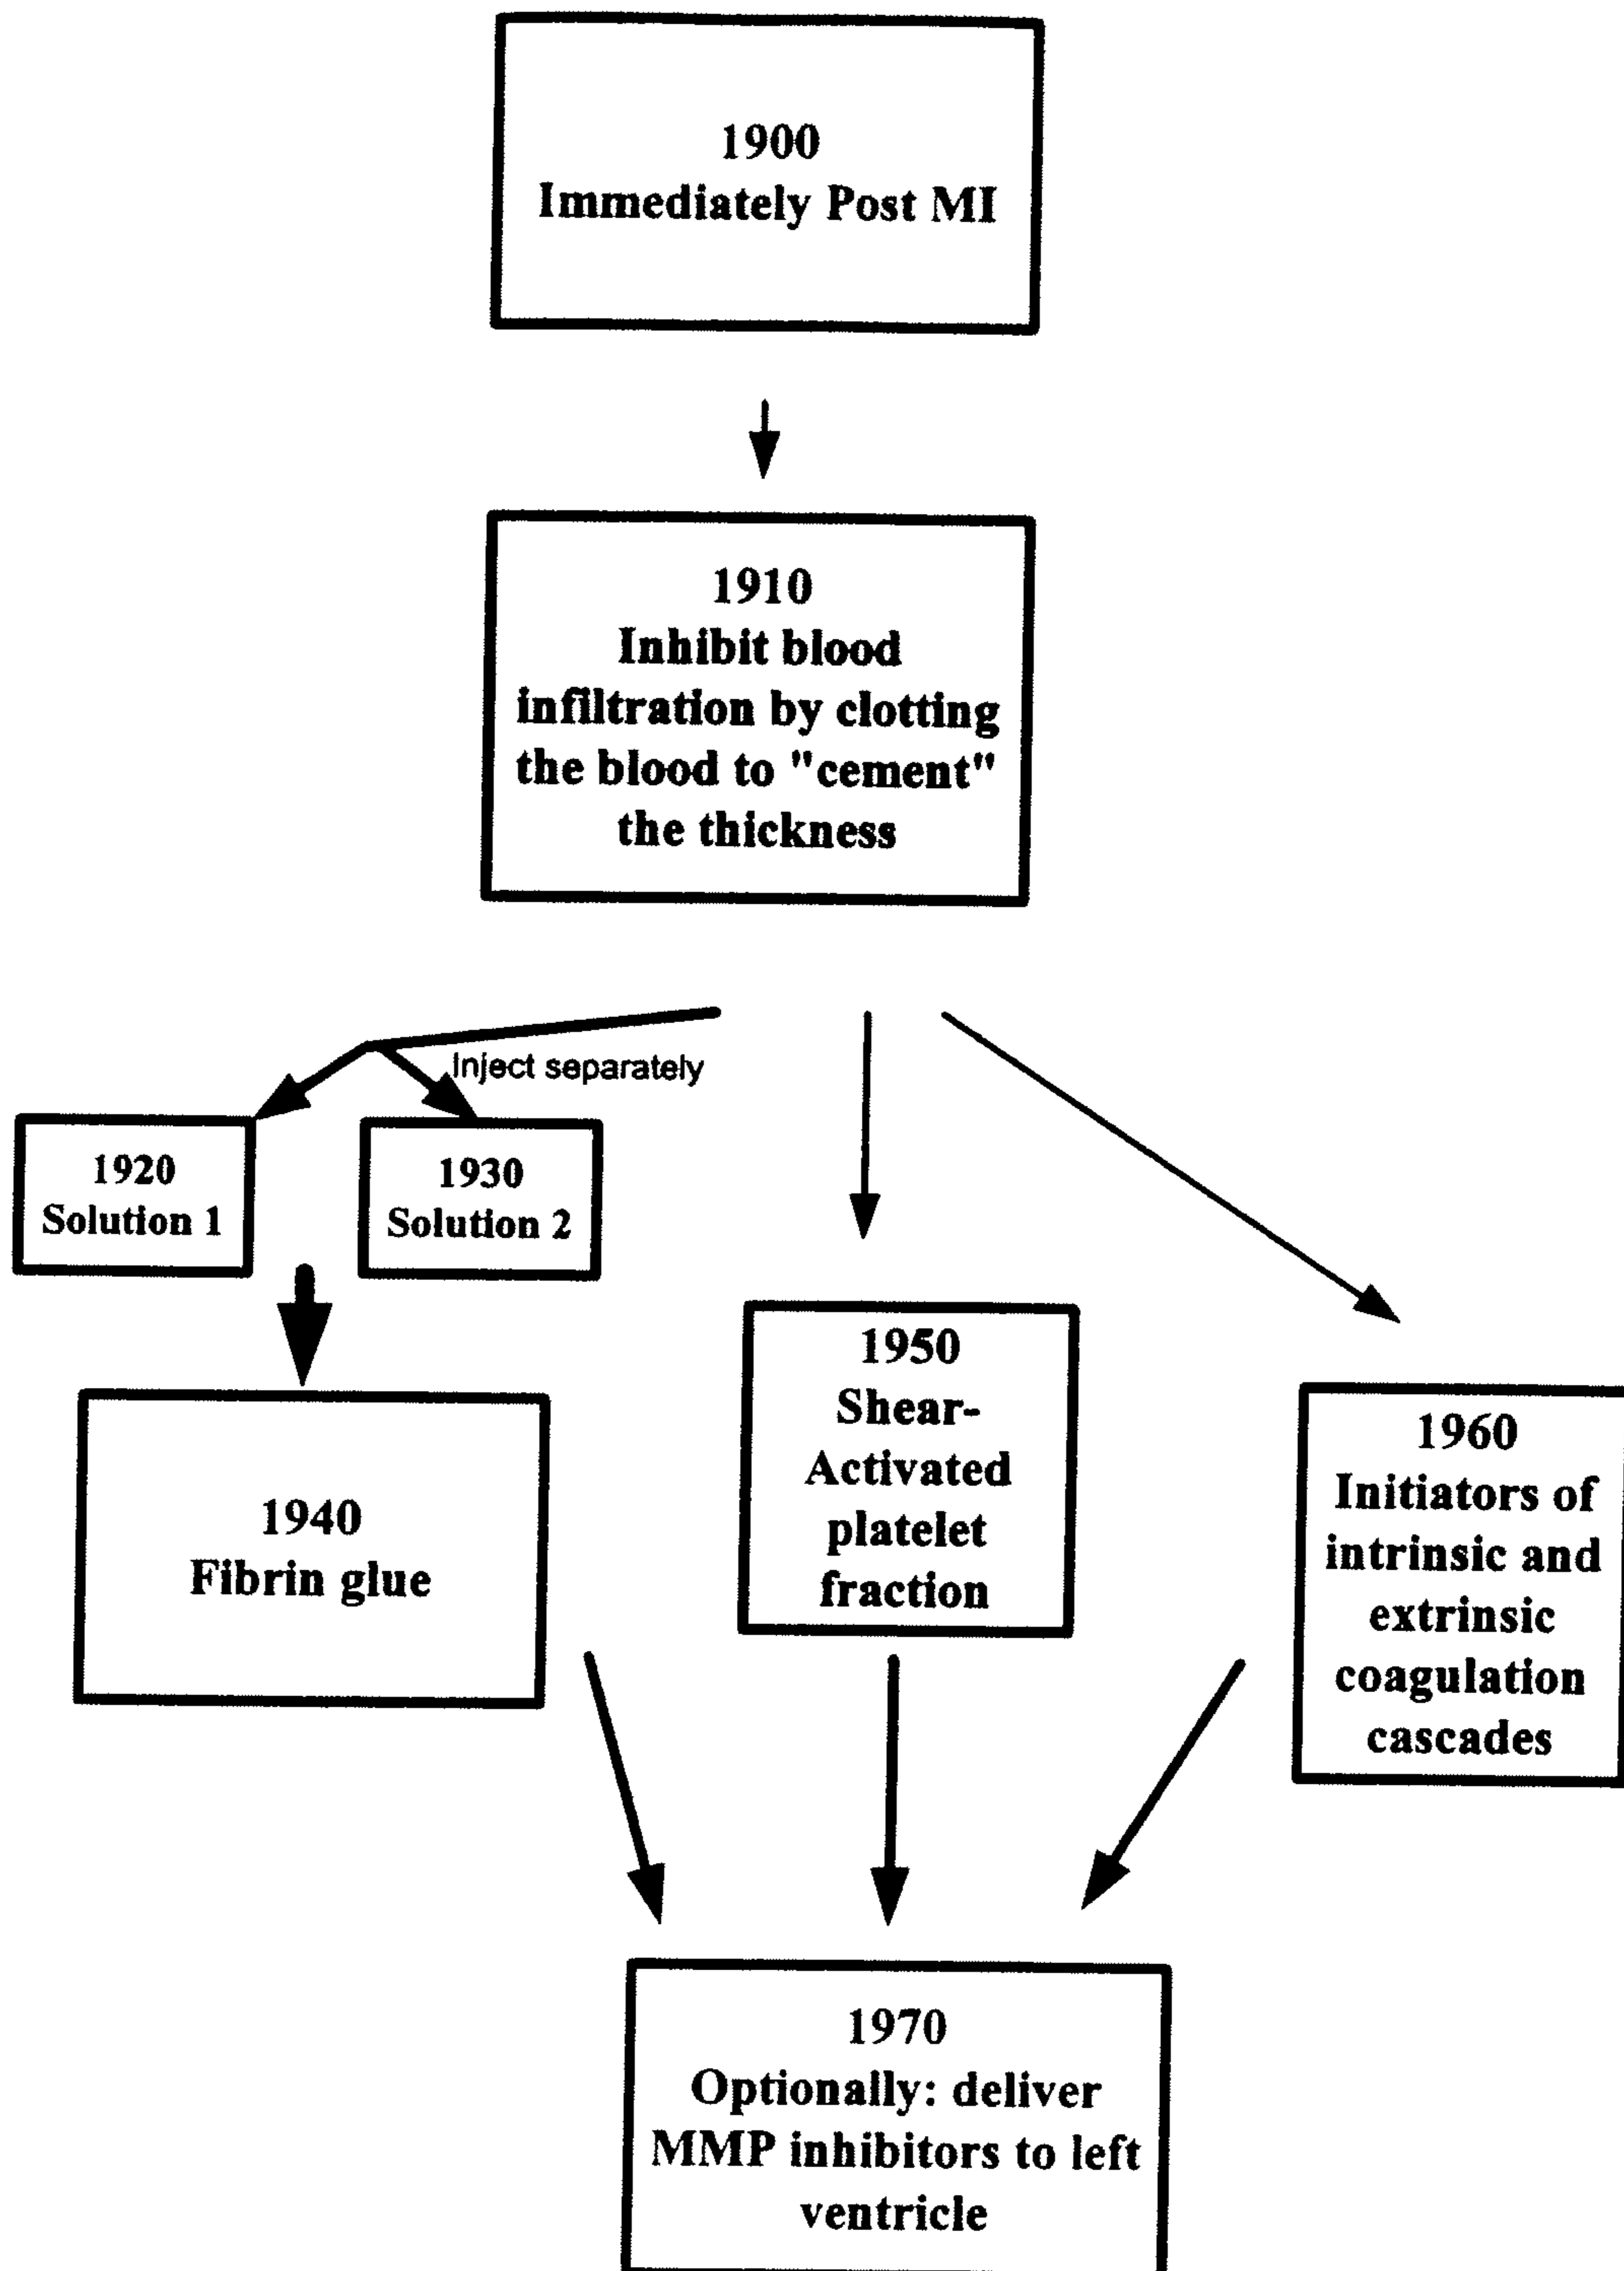 1900
Immediately Post MI
1910
Inhibit blood
infiltration by clotting
the blood to "cement"
the thickness
Inject separately
1920
Solution 1
1930
Solution 2
1940
Fibrin glue
1950
Shear-
Activated
platelet
fraction
1960
Initiators of
intrinsic and
extrinsic
coagulation
cascades
1970
Optionally: deliver
MMP inhibitors to left
ventricle